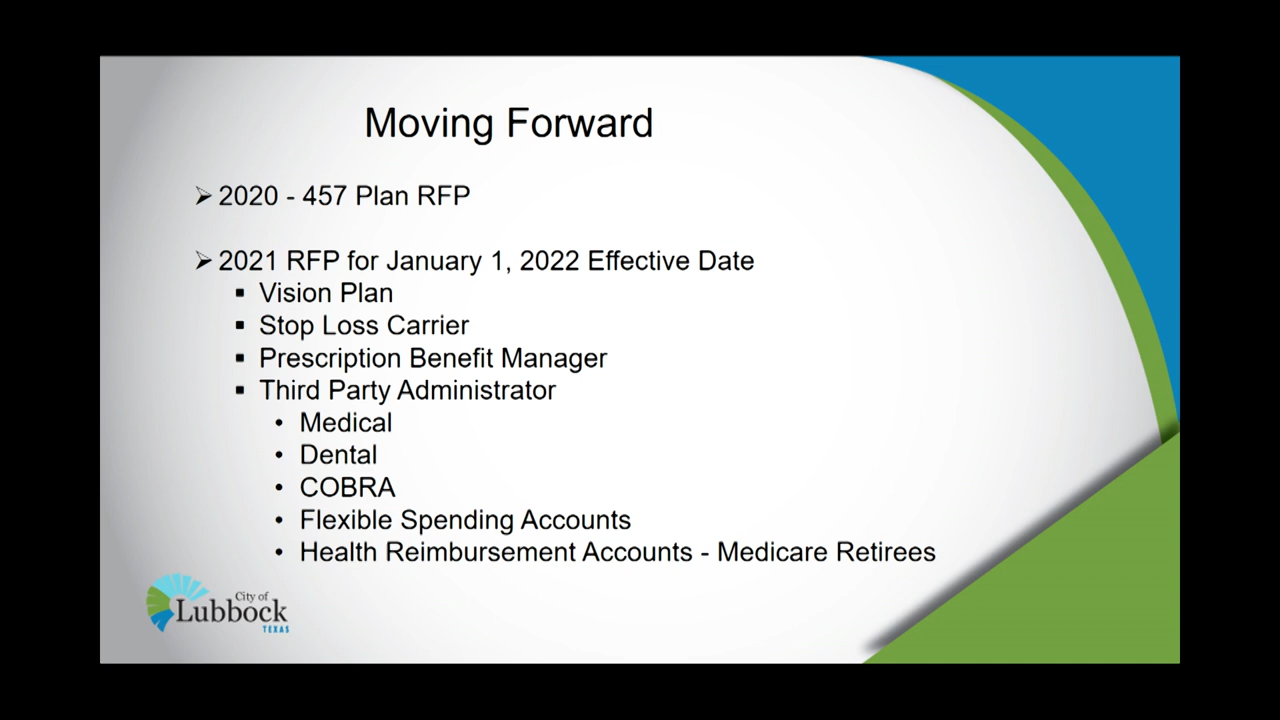 Moving Forward
➢ 2020 - 457 Plan RFP
➢ 2021 RFP for January 1, 2022 Effective Date
▪ Vision Plan
▪ Stop Loss Carrier
▪ Prescription Benefit Manager
▪ Third Party Administrator
• Medical
• Dental
• COBRA
• Flexible Spending Accounts
• Health Reimbursement Accounts - Medicare Retirees
City of
Lubbock
TEXAS